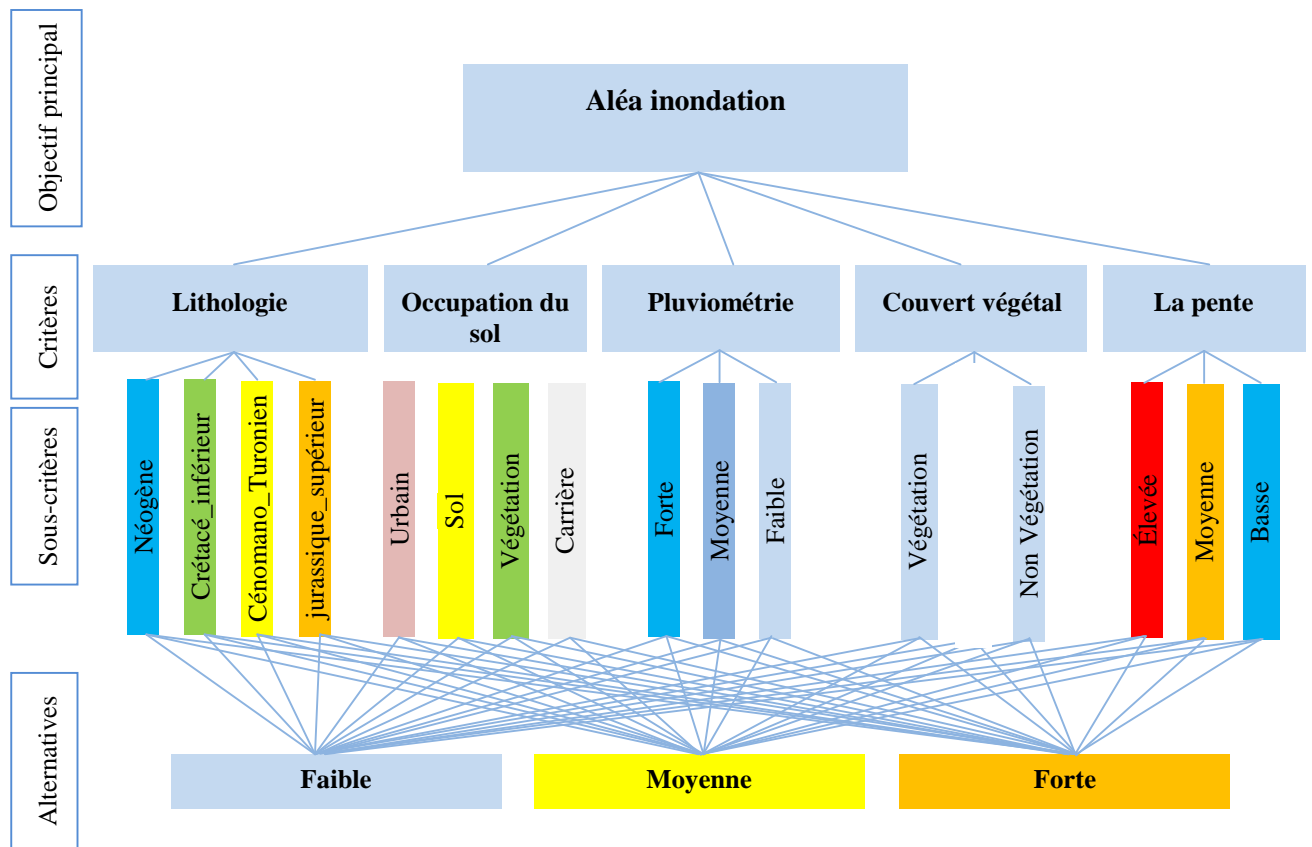 Objectif principal
Aléa inondation
Critères
Lithologie
Occupation du
sol
Pluviométrie
Couvert végétal
La pente
Sous-critères
Néogène
Crétacé_inférieur
Cénomano_Turonien
jurassique_supérieur
Urbain
Sol
Végétation
Carrière
Forte
Moyenne
Faible
Végétation
Non Végétation
Élevée
Moyenne
Basse
Alternatives
Faible
Moyenne
Forte